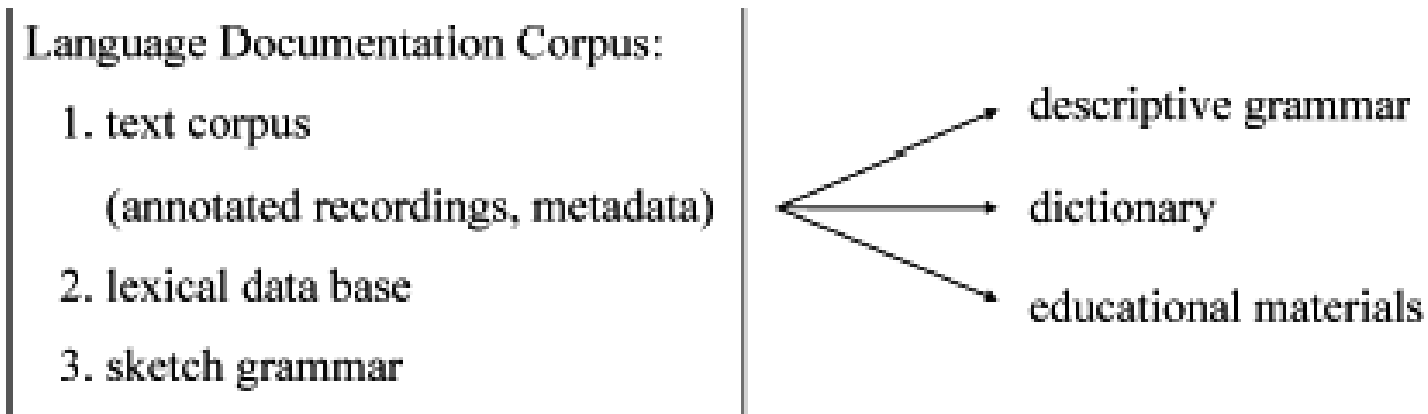 Language Documentation Corpus:
1. text corpus
(annotated recordings, metadata)
2. lexical data base
3. sketch grammar
descriptive grammar
dictionary
educational materials